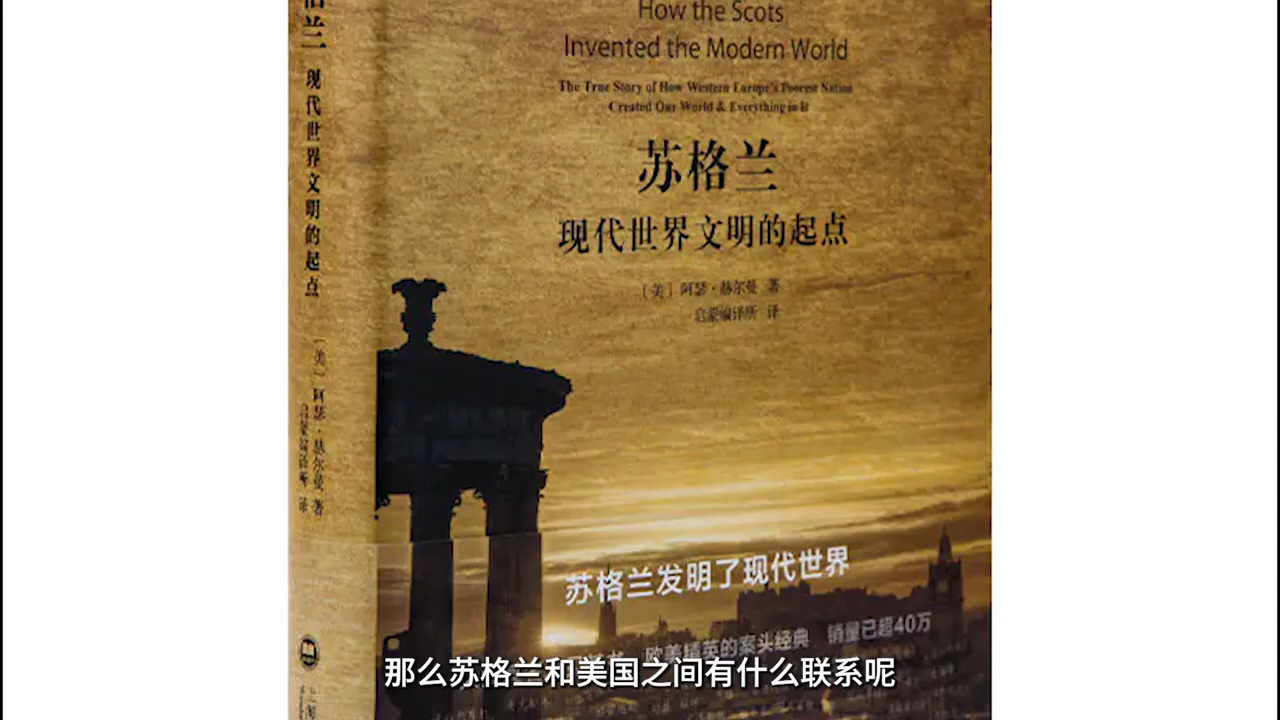 How the Scots
Invented the Modern World
The True Story of How Western Europe's Poorest Nation
Created Our World & Everything in It
苏格兰
现代世界文明的起点
〔美〕阿瑟·赫尔曼 著
启蒙编译所 译
格兰 现代世界文明的起点 〔美〕阿瑟·赫尔曼 著
启蒙编译所 译
上海
苏格兰发明了现代世界
欧美精英的案头经典 销量已超40万
那么苏格兰和美国之间有什么联系呢